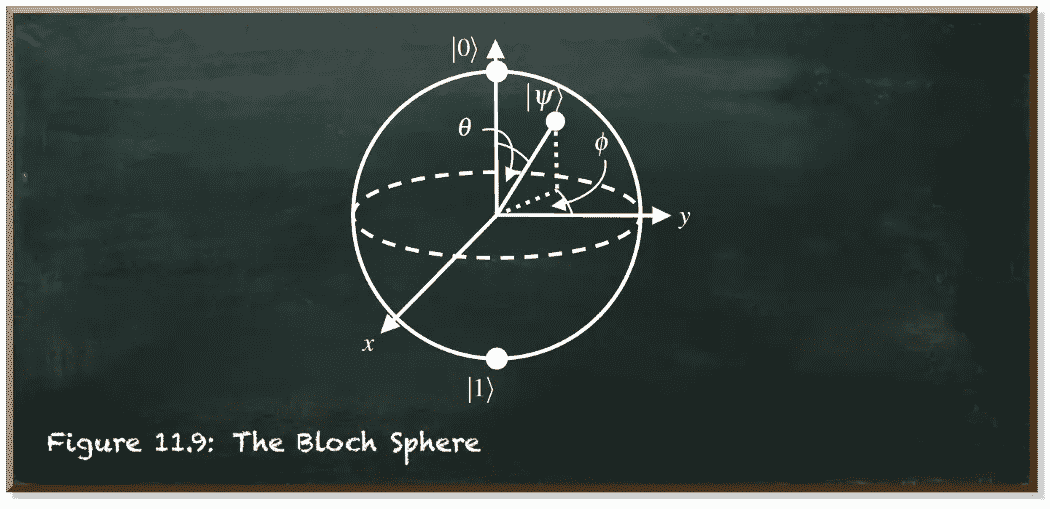 |0⟩
|ψ⟩
θ
ϕ
y
x
|1⟩
Figure 11.9: The Bloch Sphere